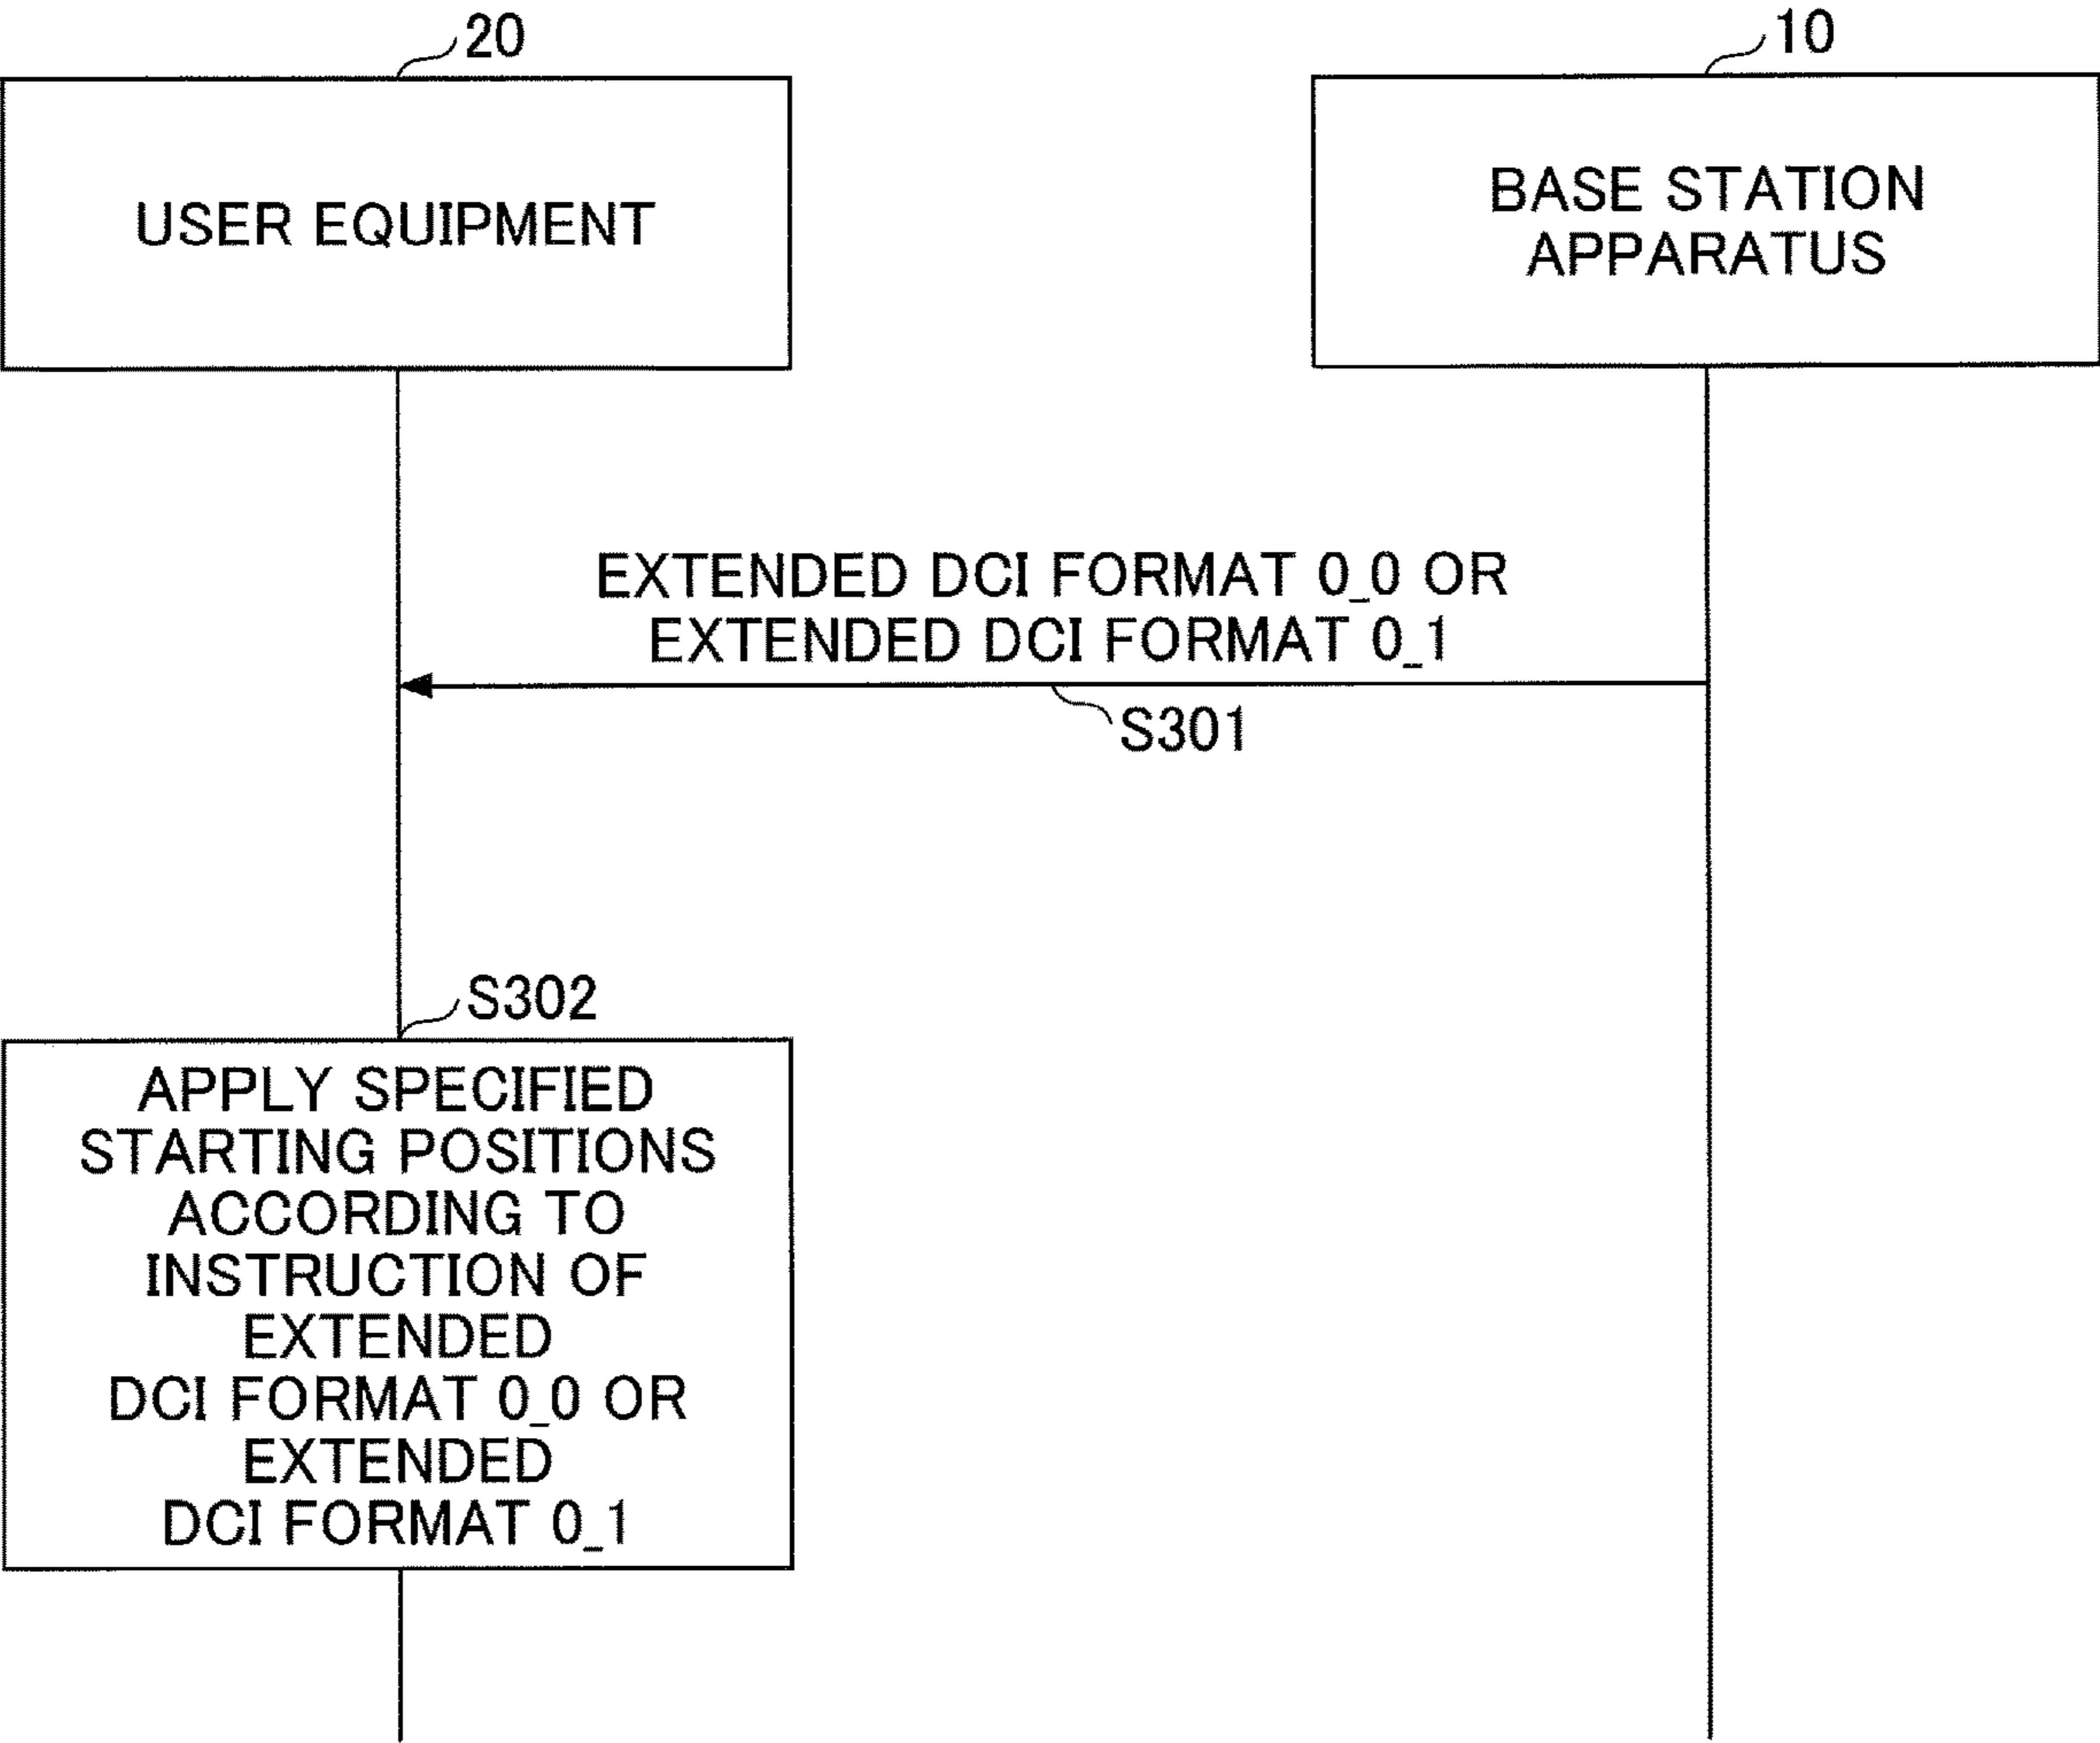 20
10
USER EQUIPMENT
BASE STATION
APPARATUS
EXTENDED DCI FORMAT 0_0 OR
EXTENDED DCI FORMAT 0_1
S301
S302
APPLY SPECIFIED
STARTING POSITIONS
ACCORDING TO
INSTRUCTION OF
EXTENDED
DCI FORMAT 0_0 OR
EXTENDED
DCI FORMAT 0_1